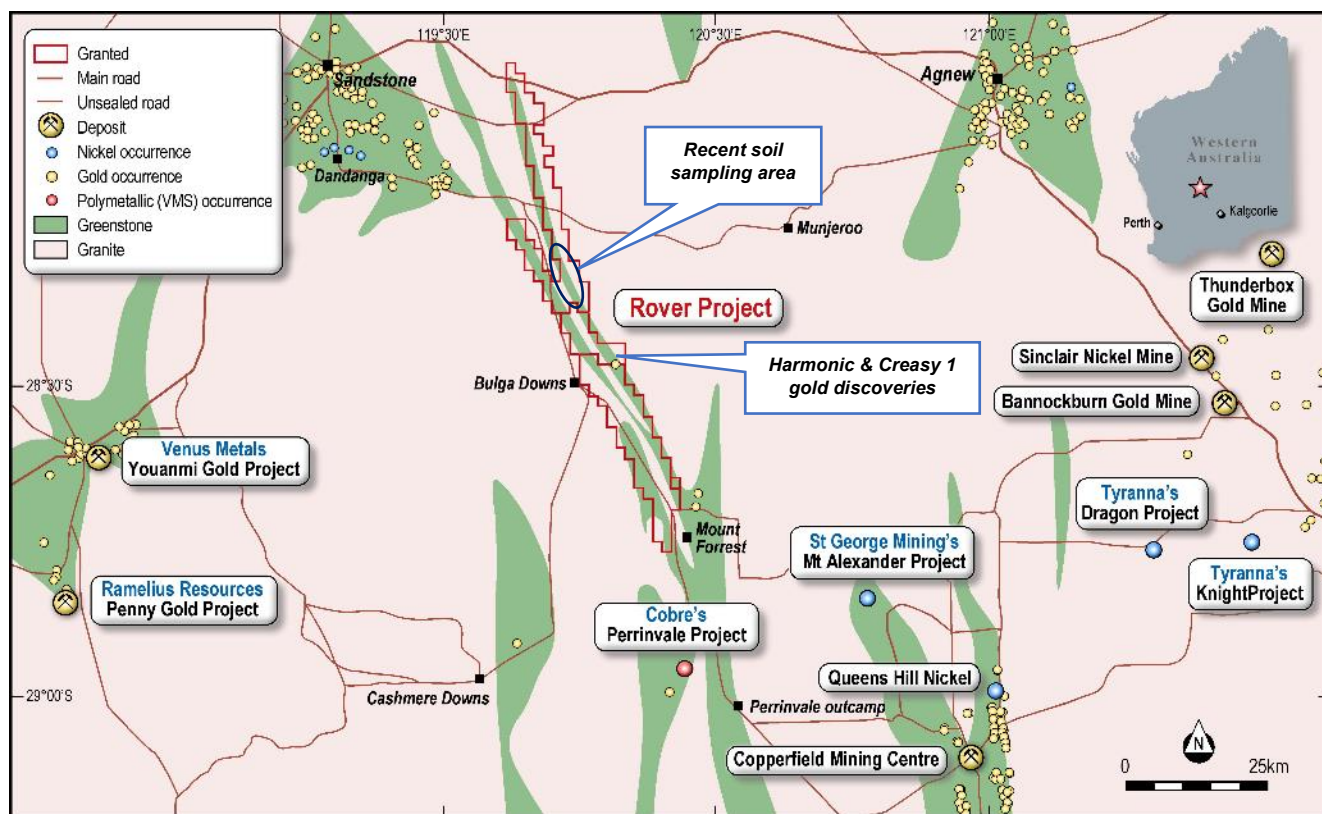 Granted
Main road
Unsealed road
Deposit
Nickel occurrence
Gold occurrence
Polymetallic (VMS) occurrence
Greenstone
Granite
119°30'E
120°30'E
121°00'E
Sandstone
Agnew
Western
Australia
Perth
Kalgoorlie
Recent soil
sampling area
Dandanga
Munjeroo
Thunderbox
Gold Mine
Rover Project
Sinclair Nickel Mine
Harmonic & Creasy 1
gold discoveries
Bulga Downs
28°30'S
Bannockburn Gold Mine
Venus Metals
Youanmi Gold Project
Tyranna's
Dragon Project
Mount
Forrest
St George Mining's
Mt Alexander Project
Tyranna's
KnightProject
Ramelius Resources
Penny Gold Project
Cobre's
Perrinvale Project
Queens Hill Nickel
29°00'S
Cashmere Downs
Perrinvale outcamp
Copperfield Mining Centre
N
0 25km